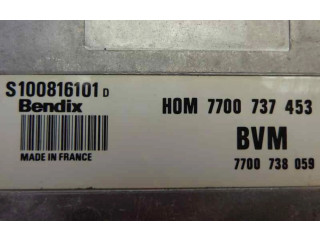 S100816101 D
Bendix
MADE IN FRANCE
HOM 7700 737 453
BVM
7700 738 059